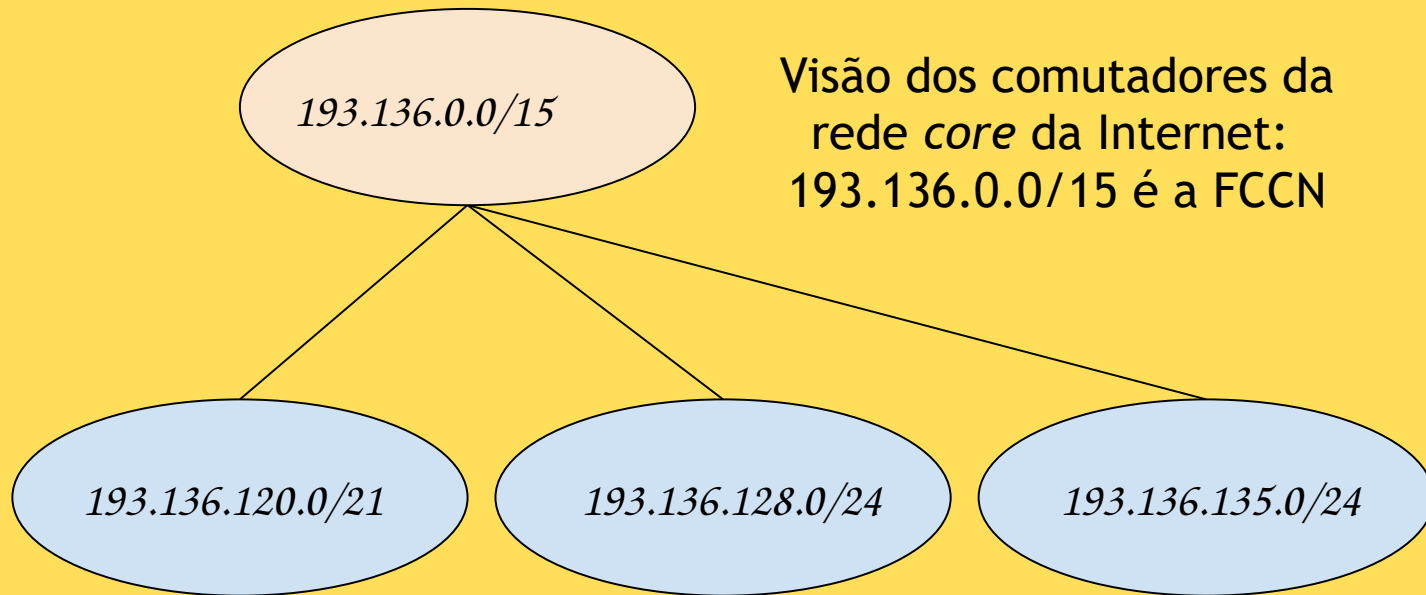 193.136.0.0/15
Visão dos comutadores da
rede core da Internet:
193.136.0.0/15 é a FCCN
193.136.120.0/21
193.136.128.0/24
193.136.135.0/24